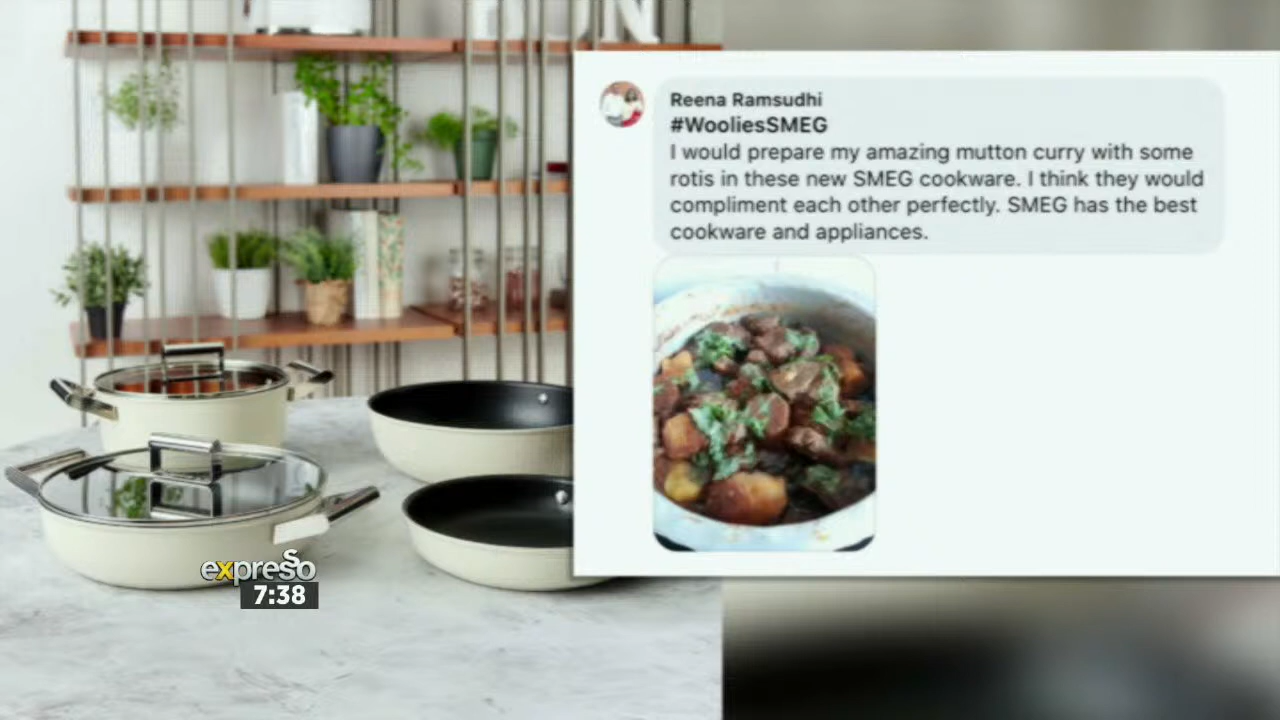 Reena Ramsudhi
#WooliesSMEG
I would prepare my amazing mutton curry with some
rotis in these new SMEG cookware. I think they would
compliment each other perfectly. SMEG has the best
cookware and appliances.
expresso
7:38